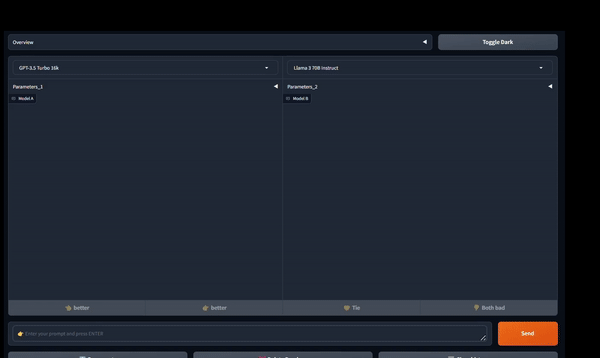 Overview
Toggle Dark
GPT-3.5 Turbo 16k
Llama 3 70B Instruct
Parameters_1
Parameters_2
Model A
Model B
👈 better
👉 better
🤝 Tie
👎 Both bad
👉 Enter your prompt and press ENTER
Send